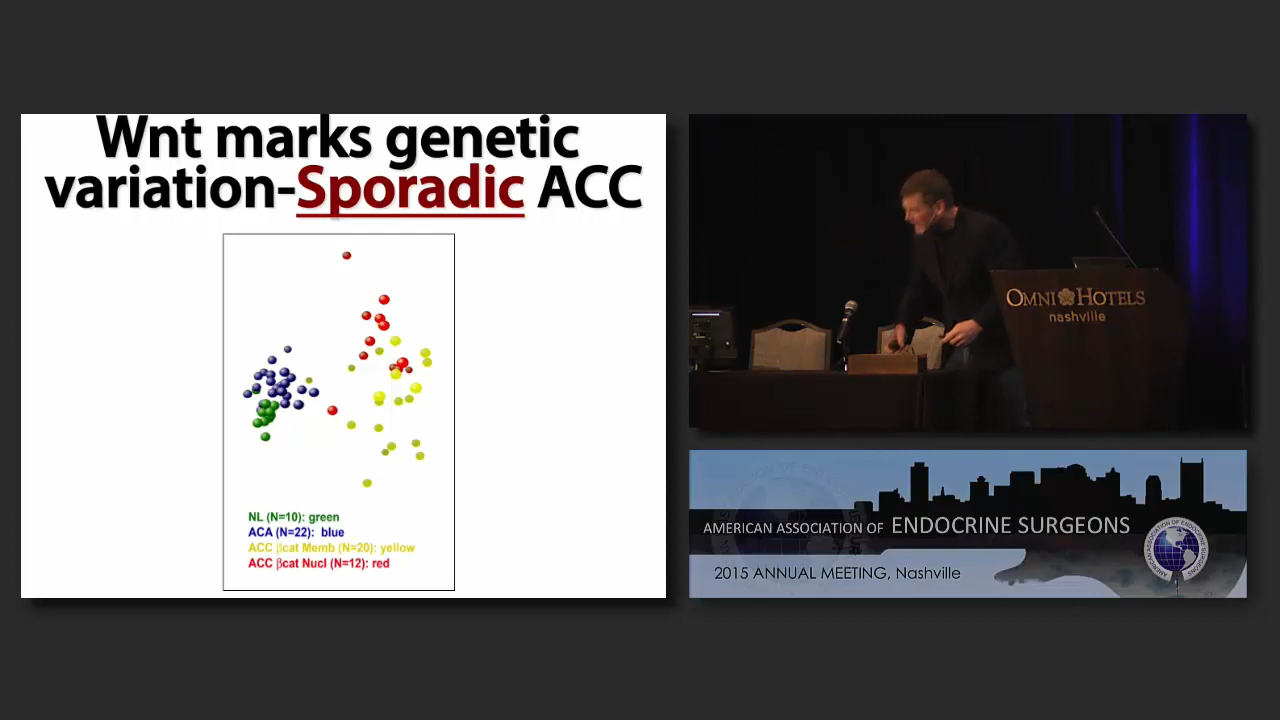 Wnt marks genetic
variation-Sporadic ACC
NL (N=10): green
ACA (N=22): blue
ACC βcat Memb (N=20): yellow
ACC βcat Nucl (N=12): red
OMNI HOTELS
nashville
AMERICAN ASSOCIATION OF ENDOCRINE SURGEONS
2015 ANNUAL MEETING, Nashville